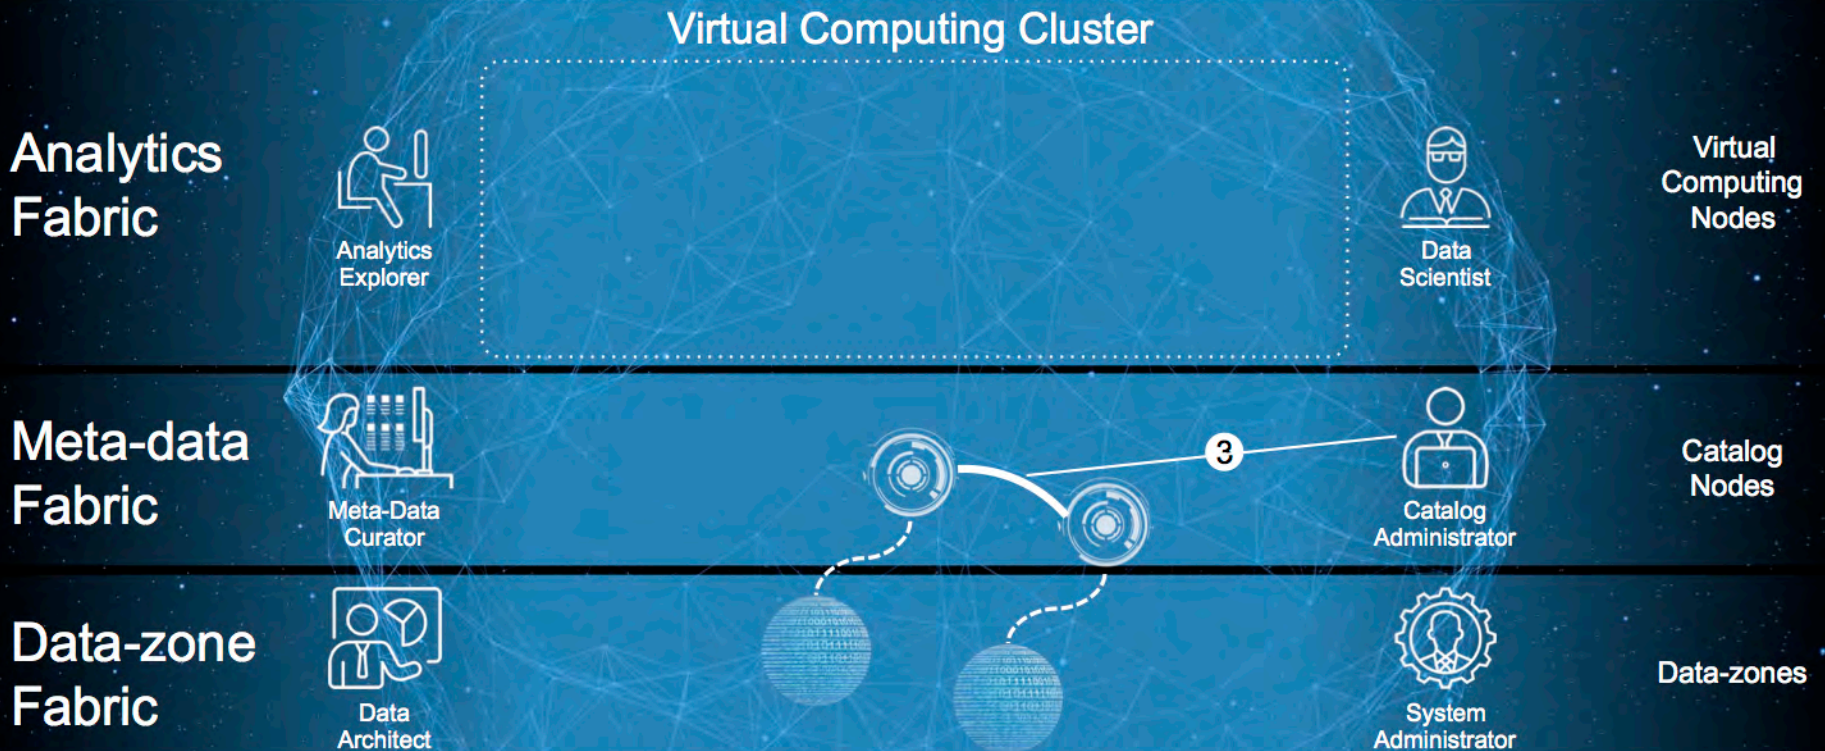 Virtual Computing Cluster
Analytics
Fabric
Analytics
Explorer
Data
Scientist
Virtual
Computing
Nodes
Meta-data
Fabric
Meta-Data
Curator
3
Catalog
Administrator
Catalog
Nodes
Data-zone
Fabric
Data
Architect
System
Administrator
Data-zones